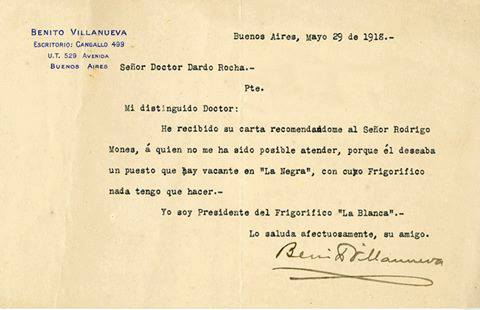 BENITO VILLANUEVA
ESCRITORIO: CANGALLO 499
U.T. 529 AVENIDA
BUENOS AIRES
Buenos Aires, Mayo 29 de 1918.-
Señor Doctor Dardo Rocha.-
Pte.
Mi distinguido Doctor:
He recibido su carta recomendandome al Señor Rodrigo
Mones, á quien no me ha sido posible atender, porque él deseaba
un puesto que hay vacante en "La Negra", con cuyo Frigorifico
nada tengo que hacer.-
Yo soy Presidente del Frigorifico "La Blanca".-
Lo saluda afectuosamente, su amigo.
Benito Villanueva